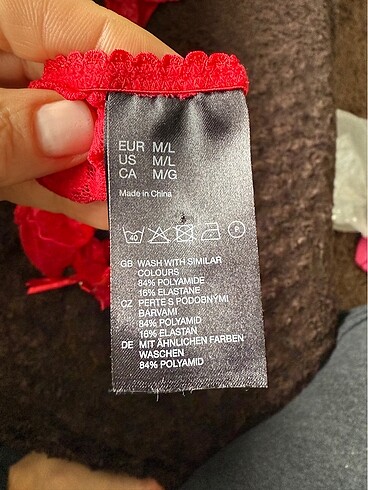 EUR M/L
US M/L
CA M/G
Made in China
40 P
GB WASH WITH SIMILAR
COLOURS
84% POLYAMIDE
16% ELASTANE
CZ PERTE S PODOBNÝMI
BARVAMI
84% POLYAMID
16% ELASTAN
DE MIT ÄHNLICHEN FARBEN
WASCHEN
84% POLYAMID